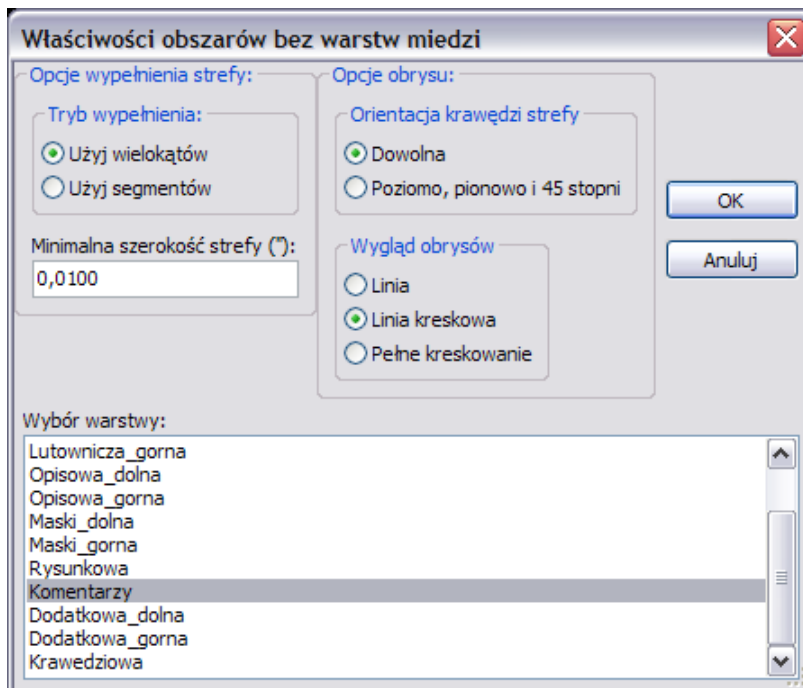 Właściwości obszarów bez warstw miedzi
Opcje wypełnienia strefy:
Tryb wypełnienia:
Użyj wielokątów
Użyj segmentów
Minimalna szerokość strefy ("):
0,0100
Opcje obrysu:
Orientacja krawędzi strefy
Dowolna
Poziomo, pionowo i 45 stopni
Wygląd obrysów
Linia
Linia kreskowa
Pełne kreskowanie
OK
Anuluj
Wybór warstwy:
Lutownicza_gorna
Opisowa_dolna
Opisowa_gorna
Maski_dolna
Maski_gorna
Rysunkowa
Komentarzy
Dodatkowa_dolna
Dodatkowa_gorna
Krawedziowa